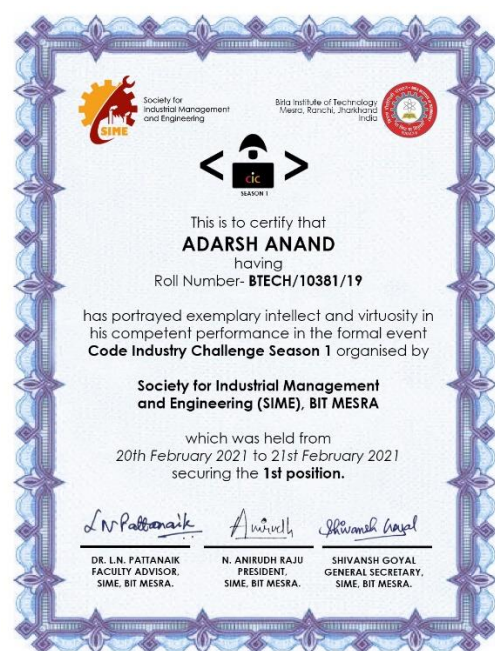 Society for
Industrial Management
and Engineering
SIME
Birla Institute of Technology
Mesra, Ranchi, Jharkhand
India
< cic >
SEASON 1
This is to certify that
ADARSH ANAND
having
Roll Number- BTECH/10381/19
has portrayed exemplary intellect and virtuosity in
his competent performance in the formal event
Code Industry Challenge Season 1 organised by
Society for Industrial Management
and Engineering (SIME), BIT MESRA
which was held from
20th February 2021 to 21st February 2021
securing the 1st position.
L N Pattanaik
Anirudh
Shivansh Goyal
DR. L.N. PATTANAIK
FACULTY ADVISOR,
SIME, BIT MESRA.
N. ANIRUDH RAJU
PRESIDENT,
SIME, BIT MESRA.
SHIVANSH GOYAL
GENERAL SECRETARY,
SIME, BIT MESRA.